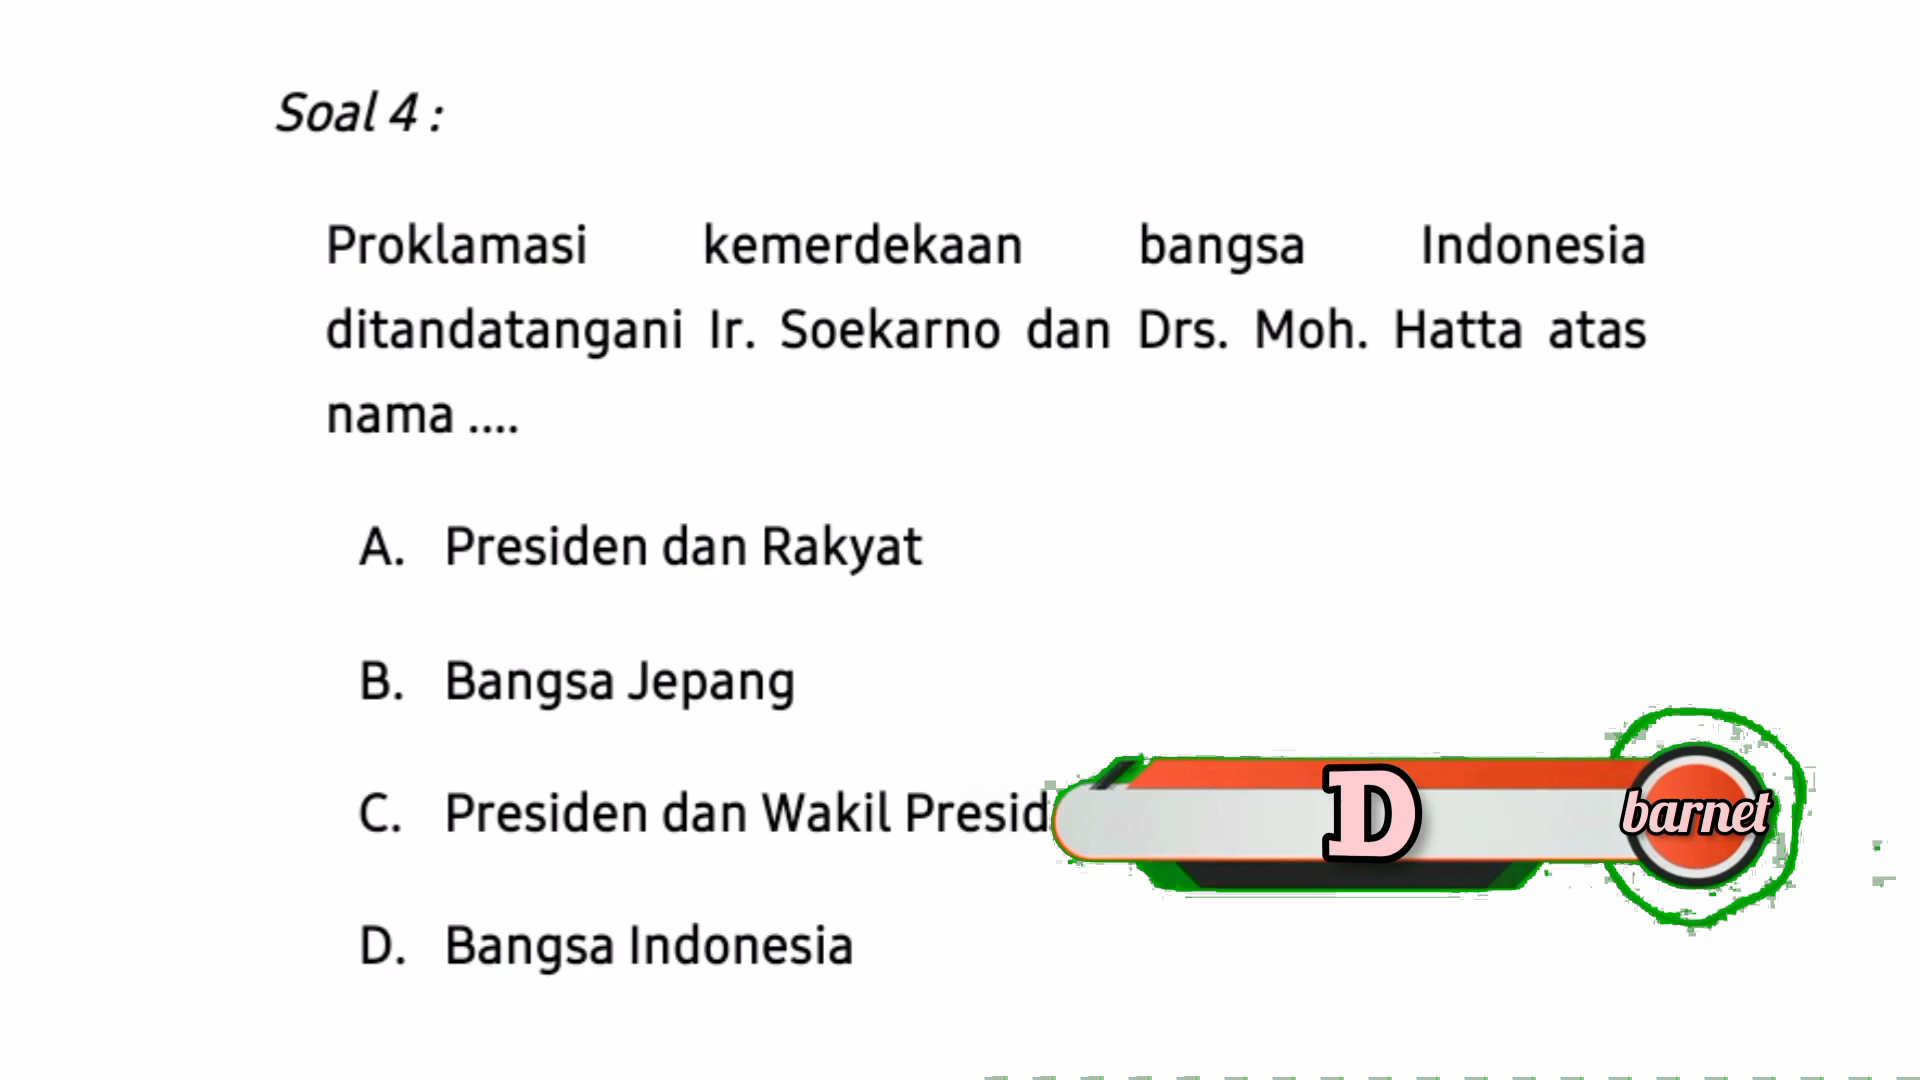 Soal 4 :
Proklamasi kemerdekaan bangsa Indonesia
ditandatangani Ir. Soekarno dan Drs. Moh. Hatta atas
nama ....
A. Presiden dan Rakyat
B. Bangsa Jepang
C. Presiden dan Wakil
D
barnet
D. Bangsa Indonesia